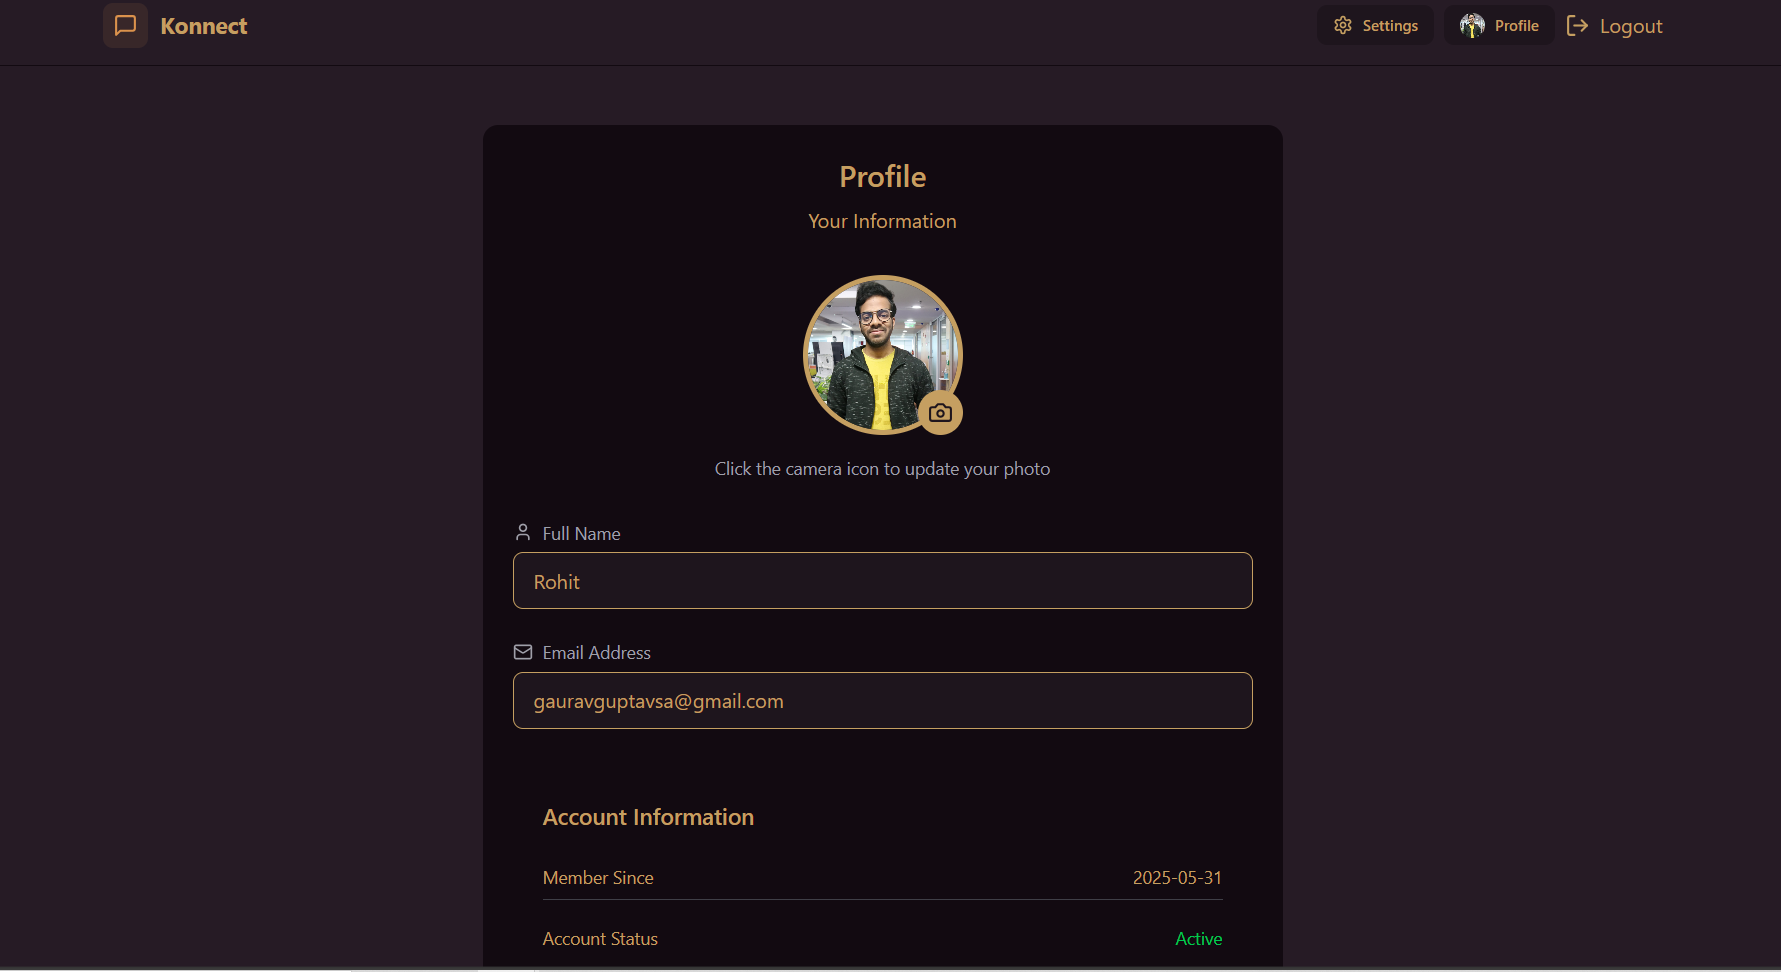 Konnect
Settings
Profile
Logout
Profile
Your Information
Click the camera icon to update your photo
Full Name
Rohit
Email Address
gauravguptavsa@gmail.com
Account Information
Member Since 2025-05-31
Account Status Active